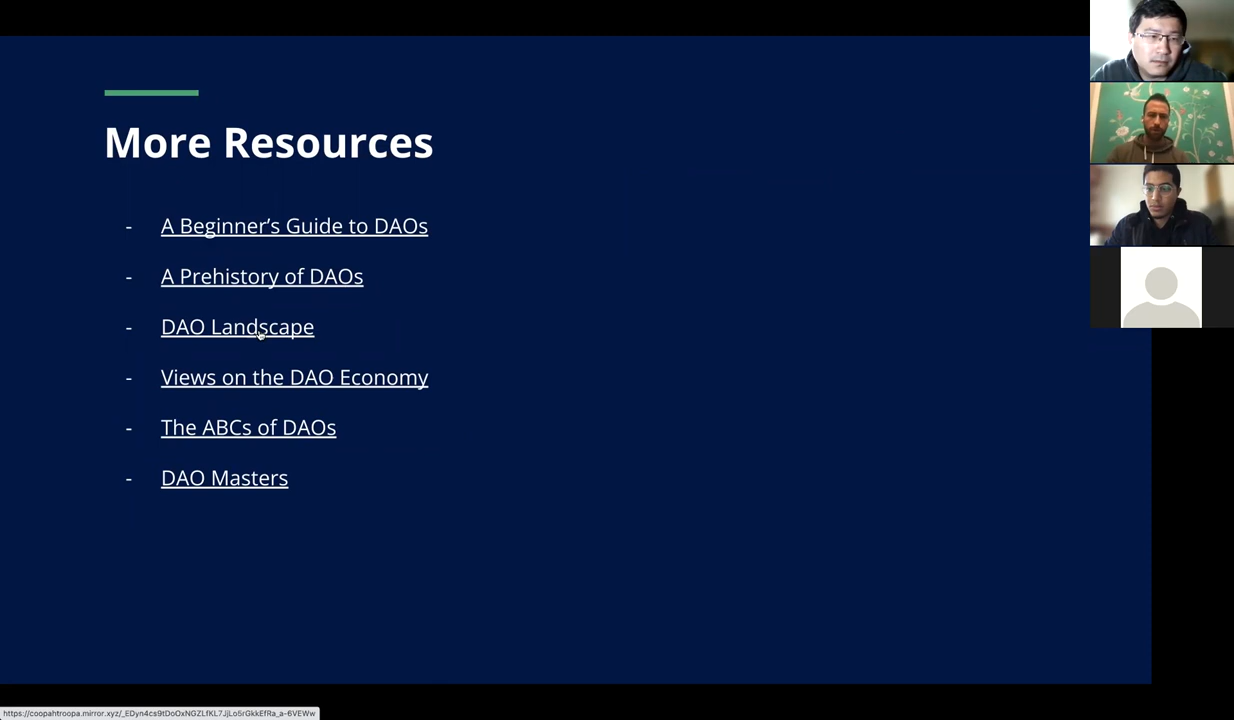 More Resources
- A Beginner’s Guide to DAOs
- A Prehistory of DAOs
- DAO Landscape
- Views on the DAO Economy
- The ABCs of DAOs
- DAO Masters